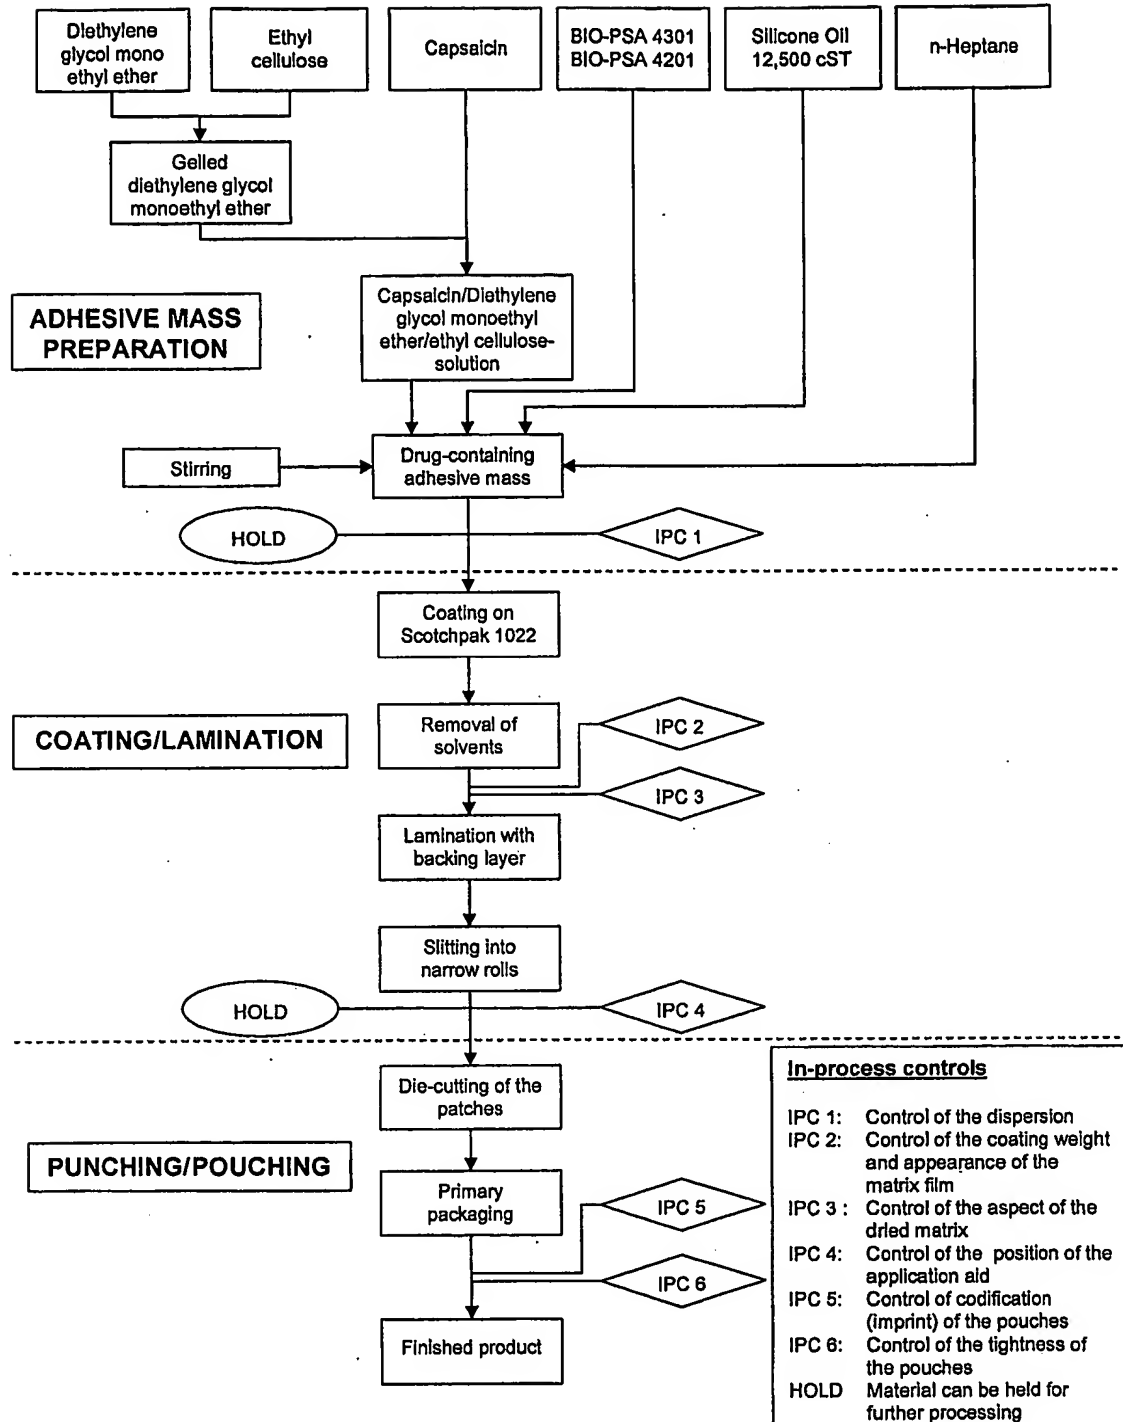 Diethylene
glycol mono
ethyl ether
Ethyl
cellulose
Capsaicin
BIO-PSA 4301
BIO-PSA 4201
Silicone Oil
12,500 cST
n-Heptane
Gelled
diethylene glycol
monoethyl ether
Capsaicin/Diethylene
glycol monoethyl
ether/ethyl cellulose-
solution
ADHESIVE MASS
PREPARATION
Stirring
Drug-containing
adhesive mass
HOLD
IPC 1
Coating on
Scotchpak 1022
COATING/LAMINATION
Removal of
solvents
IPC 2
IPC 3
Lamination with
backing layer
Slitting into
narrow rolls
HOLD
IPC 4
Die-cutting of the
patches
PUNCHING/POUCHING
Primary
packaging
IPC 5
IPC 6
Finished product
In-process controls
IPC 1: Control of the dispersion
IPC 2: Control of the coating weight
and appearance of the
matrix film
IPC 3 : Control of the aspect of the
dried matrix
IPC 4: Control of the position of the
application aid
IPC 5: Control of codification
(imprint) of the pouches
IPC 6: Control of the tightness of
the pouches
HOLD Material can be held for
further processing